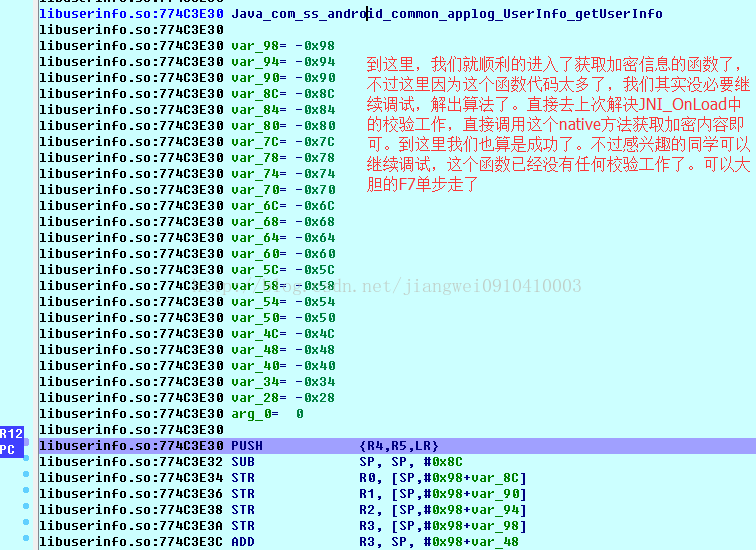 libuserinfo.so:774C3E30 Java_com_ss_android_common_applog_UserInfo_getUserInfo
libuserinfo.so:774C3E30
libuserinfo.so:774C3E30 var_98= -0x98
libuserinfo.so:774C3E30 var_94= -0x94
libuserinfo.so:774C3E30 var_90= -0x90
libuserinfo.so:774C3E30 var_8C= -0x8C
libuserinfo.so:774C3E30 var_84= -0x84
libuserinfo.so:774C3E30 var_80= -0x80
libuserinfo.so:774C3E30 var_7C= -0x7C
libuserinfo.so:774C3E30 var_78= -0x78
libuserinfo.so:774C3E30 var_74= -0x74
libuserinfo.so:774C3E30 var_70= -0x70
libuserinfo.so:774C3E30 var_6C= -0x6C
libuserinfo.so:774C3E30 var_68= -0x68
libuserinfo.so:774C3E30 var_64= -0x64
libuserinfo.so:774C3E30 var_60= -0x60
libuserinfo.so:774C3E30 var_5C= -0x5C
libuserinfo.so:774C3E30 var_58= -0x58
libuserinfo.so:774C3E30 var_54= -0x54
libuserinfo.so:774C3E30 var_50= -0x50
libuserinfo.so:774C3E30 var_4C= -0x4C
libuserinfo.so:774C3E30 var_48= -0x48
libuserinfo.so:774C3E30 var_40= -0x40
libuserinfo.so:774C3E30 var_34= -0x34
libuserinfo.so:774C3E30 var_28= -0x28
libuserinfo.so:774C3E30 arg_0= 0
libuserinfo.so:774C3E30
libuserinfo.so:774C3E30 PUSH {R4,R5,LR}
libuserinfo.so:774C3E32 SUB SP, SP, #0x8C
libuserinfo.so:774C3E34 STR R0, [SP,#0x98+var_8C]
libuserinfo.so:774C3E36 STR R1, [SP,#0x98+var_90]
libuserinfo.so:774C3E38 STR R2, [SP,#0x98+var_94]
libuserinfo.so:774C3E3A STR R3, [SP,#0x98+var_98]
libuserinfo.so:774C3E3C ADD R3, SP, #0x98+var_48
到这里，我们就顺利的进入了获取加密信息的函数了，
不过这里因为这个函数代码太多了，我们其实没必要继
续调试，解出算法了。直接去上次解决JNI_OnLoad中
的校验工作，直接调用这个native方法获取加密内容即
可。到这里我们也算是成功了。不过感兴趣的同学可以
继续调试，这个函数已经没有任何校验工作了。可以大
胆的F7单步走了
R12
PC
dn.net/jiangwei0910410003